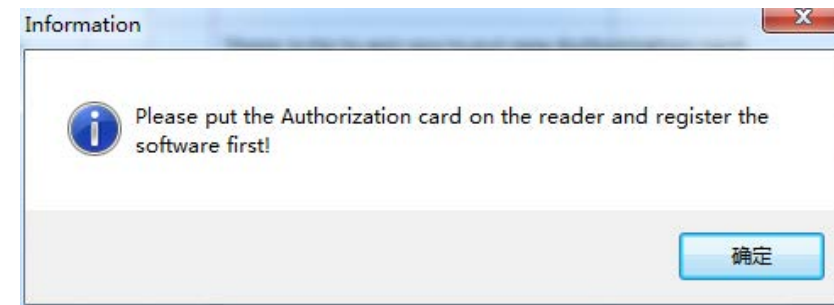 Information
Please put the Authorization card on the reader and register the
software first!
确定